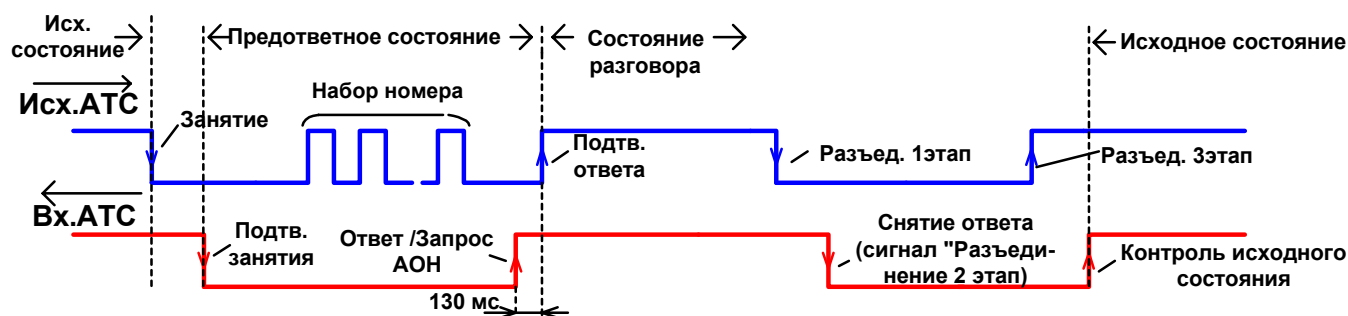 Исх.
состояние
Предответное состояние
Состояние
разговора
Исходное состояние
Исх.АТС
Занятие
Набор номера
Подтв.
ответа
Разъед. 1этап
Разъед. 3этап
Вх.АТС
Подтв.
занятия
Ответ /Запрос
АОН
Снятие ответа
(сигнал "Разъеди-
нение 2 этап)
Контроль исходного
состояния
130 мс